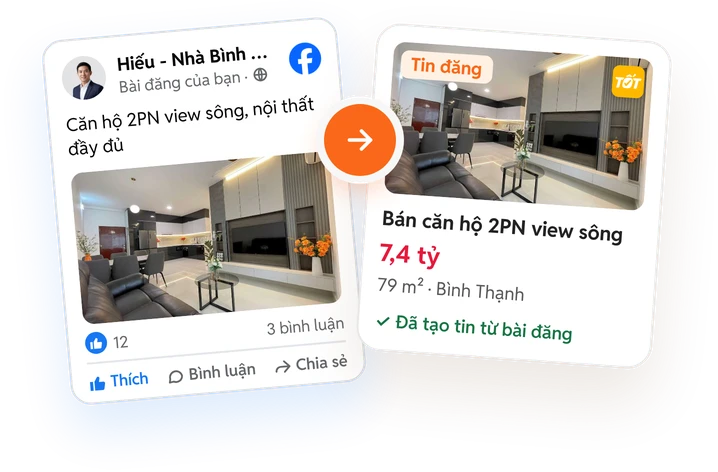 Hiếu - Nhà Bình ...
Bài đăng của bạn ·
Căn hộ 2PN view sông, nội thất
đầy đủ
12
3 bình luận
Thích
Bình luận
Chia sẻ
Tin đăng
TỐT
Bán căn hộ 2PN view sông
7,4 tỷ
79 m² · Bình Thạnh
Đã tạo tin từ bài đăng